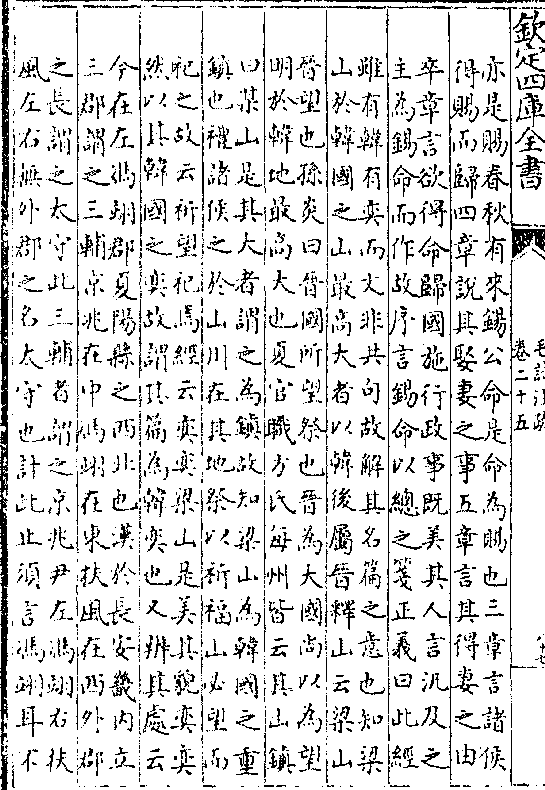 欽定四庫全書
毛詩注疏
卷二十五
十七
亦是賜春秋有來錫公命是命為賜也三章言諸侯
得賜而歸四章說其娶妻之事五章言其得妻之由
卒章言欲得命歸國施行政事既美其人言汎及之
主為錫命而作故序言錫命以總之箋正義曰此經
雖有韓有奕而文非共句故解其名篇之意也知梁
山於韓國之山最高大者以韓後屬晉釋山云梁山
晉望也孫炎曰晉國所望祭也晉為大國尚以為望
明於韓地最高大也夏官職方氏每州皆云其山鎮
曰某山是其大者謂之為鎮故知梁山為韓國之重
鎮也禮諸侯之於山川在其地祭以祈福山必望而
祀之故云祈望祀焉經云奕奕梁山是美其貌奕奕
然以其韓國之奕故謂其篇為韓奕也又辨其處云
今在左馮翊郡夏陽縣之西北也漢於長安畿內立
三郡謂之三輔京兆在中馮翊在東扶風在西外郡
之長謂之太守此三輔者謂之京兆尹左馮翊右扶
風左右無外郡之名太守也計此止須言馮翊耳不